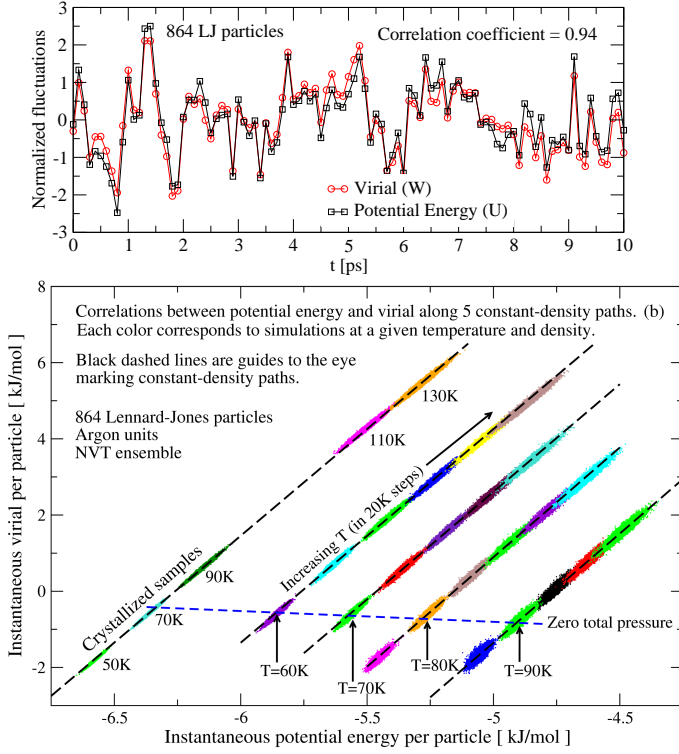 3
2
1
0
-1
-2
-3
Normalized fluctuations
864 LJ particles
Correlation coefficient = 0.94
Virial (W)
Potential Energy (U)
0 1 2 3 4 5 6 7 8 9 10
t [ps]
8
6
4
2
0
-2
Instantaneous virial per particle [ kJ/mol ]
Correlations between potential energy and virial along 5 constant-density paths. (b)
Each color corresponds to simulations at a given temperature and density.
Black dashed lines are guides to the eye
marking constant-density paths.
864 Lennard-Jones particles
Argon units
NVT ensemble
130K
110K
Increasing T (in 20K steps)
Crystallized samples
90K
70K
50K
Zero total pressure
T=60K
T=70K
T=80K
T=90K
-6.5 -6 -5.5 -5 -4.5
Instantaneous potential energy per particle [ kJ/mol ]